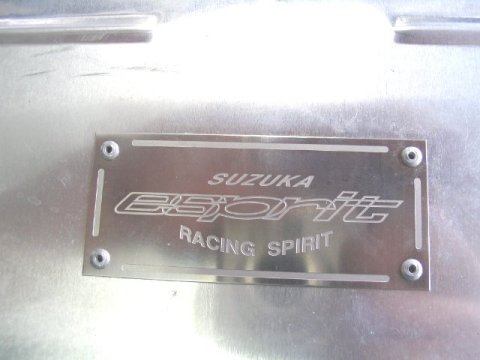 SUZUKA
esprit
RACING SPIRIT